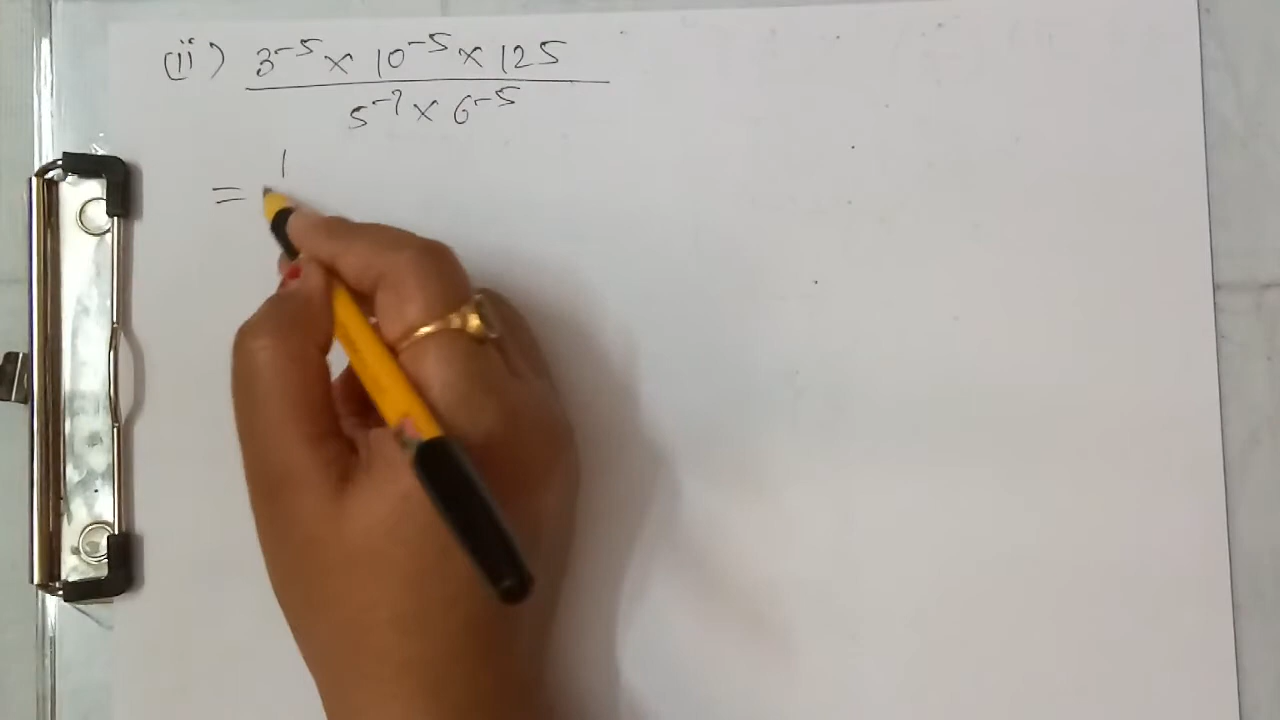 (ii) 3⁻⁵ × 10⁻⁵ × 125
5⁻⁷ × 6⁻⁵
= 1